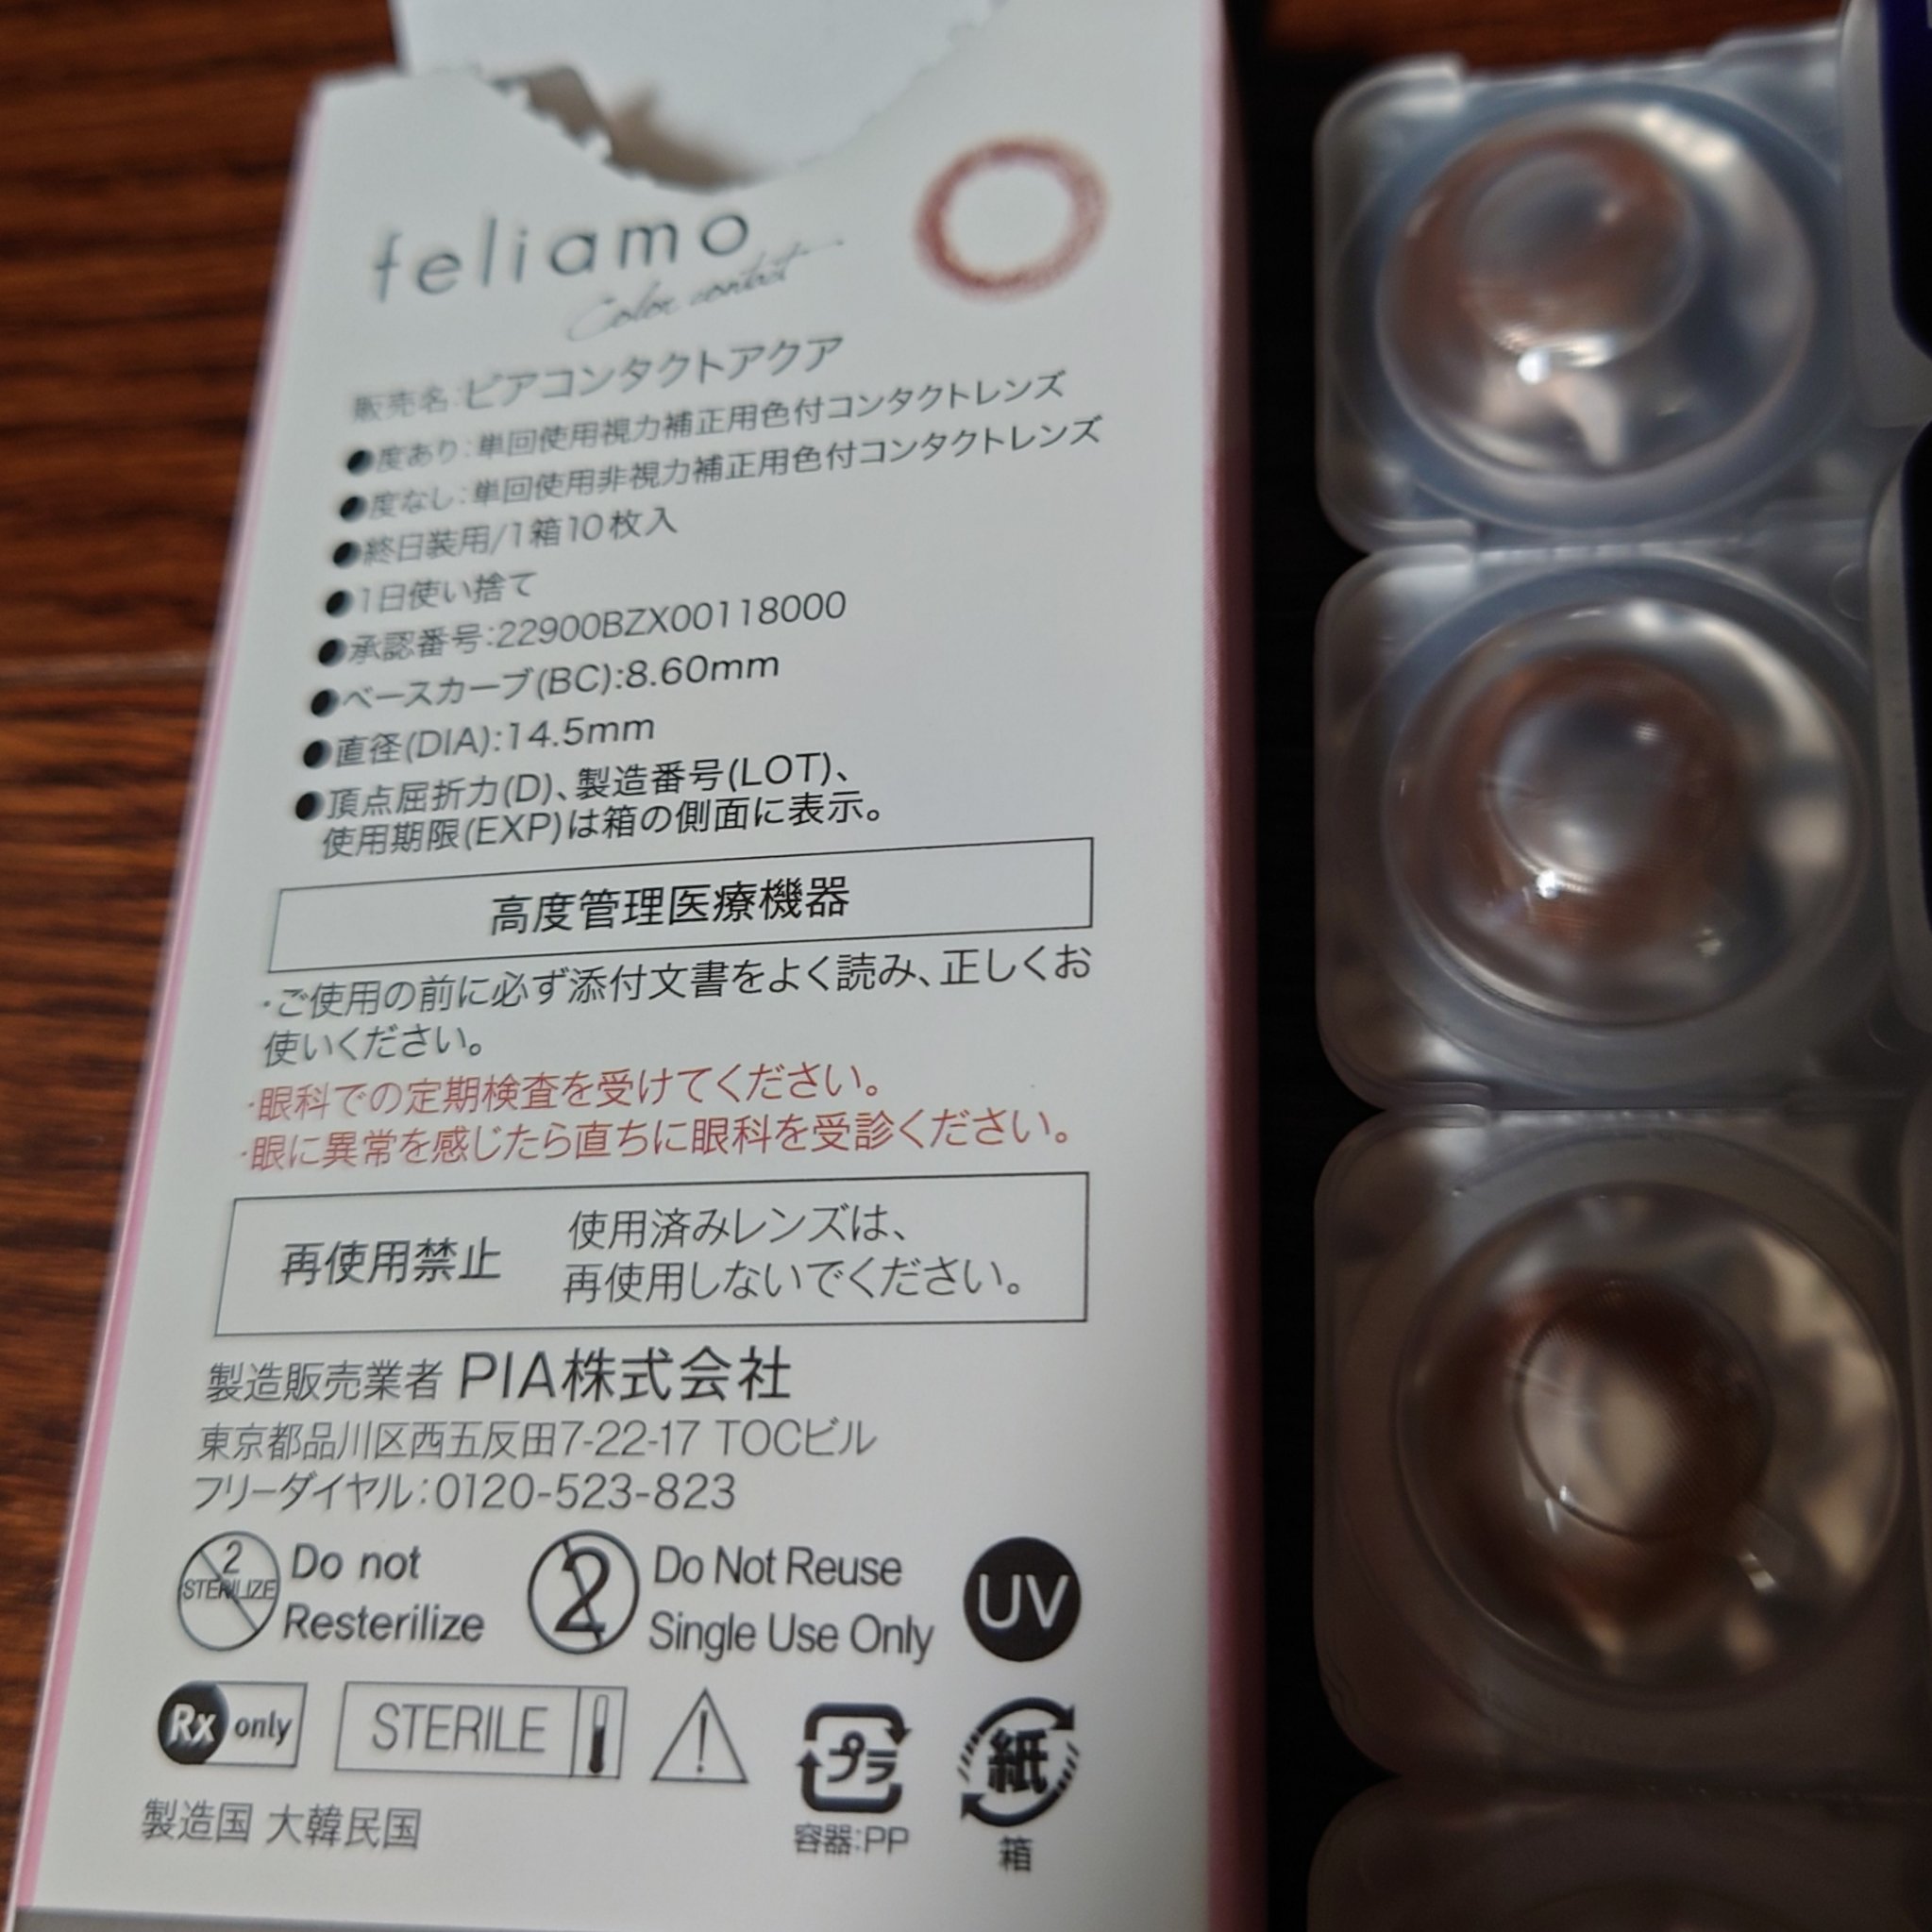 feliamo
Color contact
販売名:ピアコンタクトアクア
●度あり:単回使用視力補正用色付コンタクトレンズ
●度なし:単回使用非視力補正用色付コンタクトレンズ
●終日装用/1箱10枚入
●1日使い捨て
●承認番号:22900BZX00118000
●ベースカーブ(BC):8.60mm
●直径(DIA):14.5mm
●頂点屈折力(D)、製造番号(LOT)、
使用期限(EXP)は箱の側面に表示。
高度管理医療機器
・ご使用の前に必ず添付文書をよく読み、正しくお
使いください。
・眼科での定期検査を受けてください。
・眼に異常を感じたら直ちに眼科を受診ください。
再使用禁止 使用済みレンズは、
再使用しないでください。
製造販売業者 PIA株式会社
東京都品川区西五反田7-22-17 TOCビル
フリーダイヤル:0120-523-823
2 STERILIZE Do not Resterilize
2 Do Not Reuse Single Use Only
UV
Rx only
STERILE
プラ
紙
容器:PP
箱
製造国 大韓民国